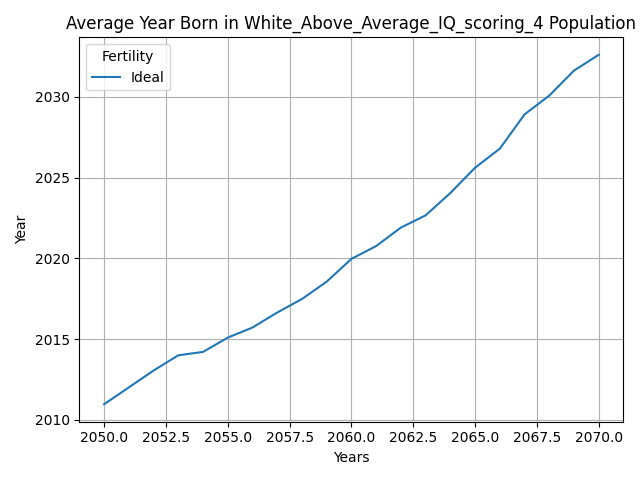 Average Year Born in White_Above_Average_IQ_scoring_4 Population
Fertility
Ideal
2030
2025
2020
2015
2010
Year
2050.0 2052.5 2055.0 2057.5 2060.0 2062.5 2065.0 2067.5 2070.0
Years